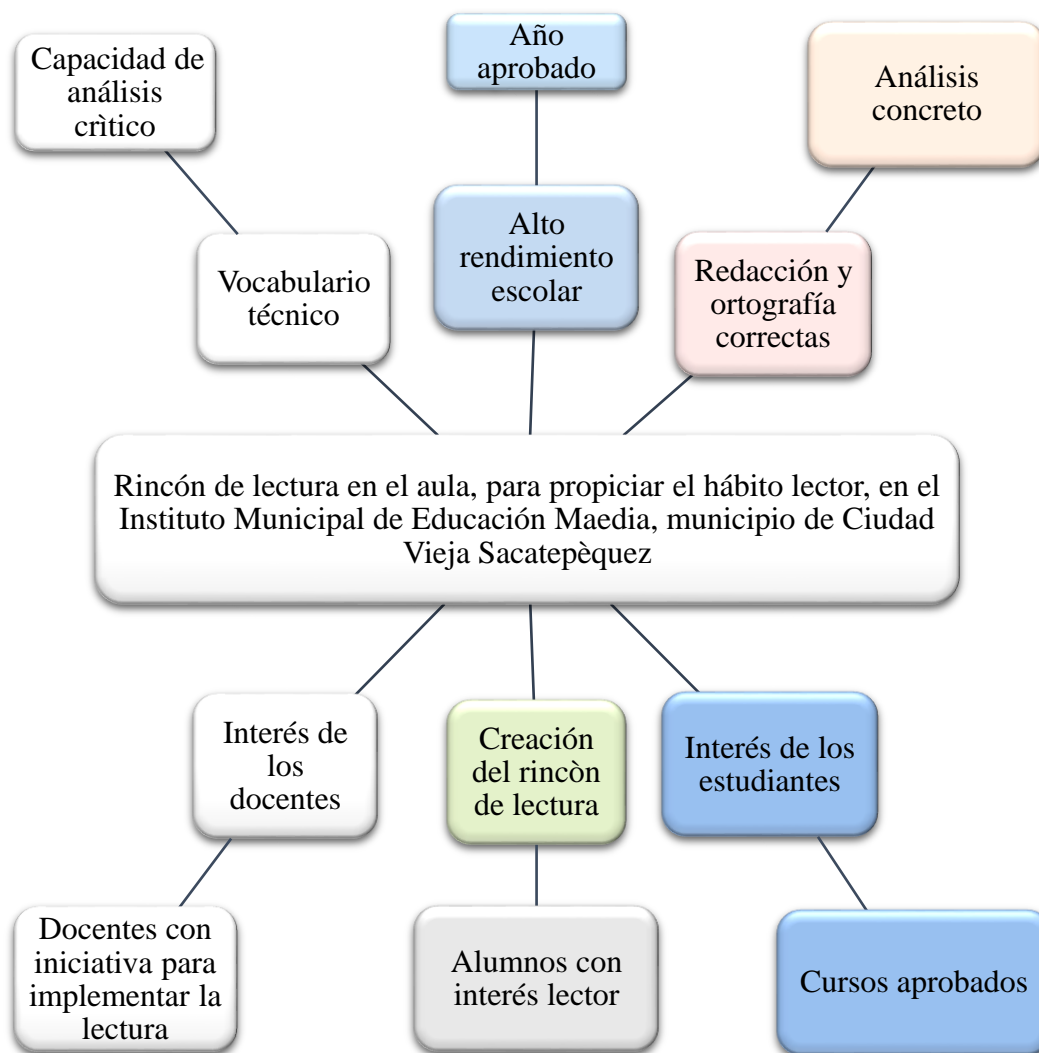 Capacidad de
análisis
crìtico
Año
aprobado
Análisis
concreto
Vocabulario
técnico
Alto
rendimiento
escolar
Redacción y
ortografía
correctas
Rincón de lectura en el aula, para propiciar el hábito lector, en el
Instituto Municipal de Educación Maedia, municipio de Ciudad
Vieja Sacatepèquez
Interés de
los
docentes
Creación
del rincòn
de lectura
Interés de los
estudiantes
Docentes con
iniciativa para
implementar la
lectura
Alumnos con
interés lector
Cursos aprobados